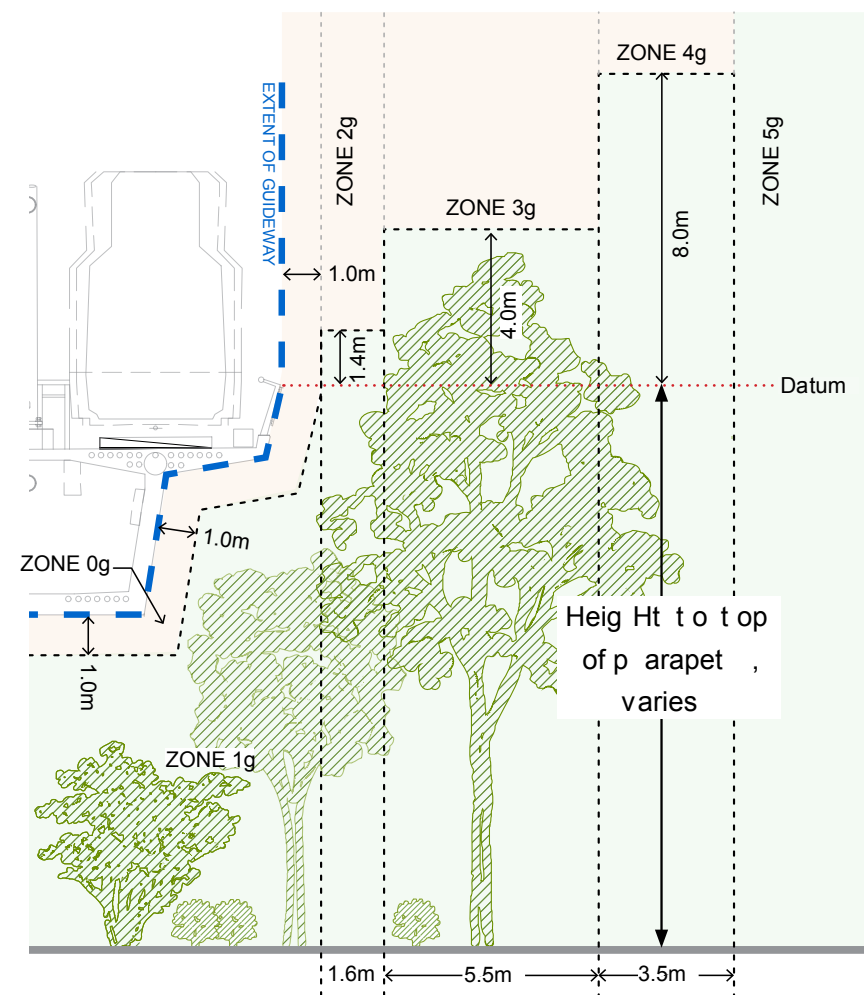 ZONE 4g
EXTENT OF GUIDEWAY
ZONE 2g
ZONE 5g
ZONE 3g
8.0m
1.0m
4.0m
1.4m
Datum
1.0m
ZONE 0g
Heig Ht t o t op
of p arapet ,
varies
1.0m
ZONE 1g
1.6m
5.5m
3.5m